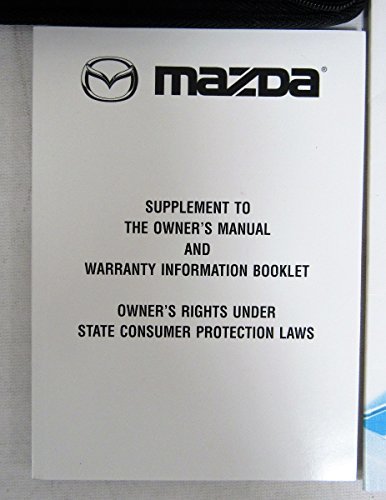 mazda®
SUPPLEMENT TO
THE OWNER'S MANUAL
AND
WARRANTY INFORMATION BOOKLET
OWNER'S RIGHTS UNDER
STATE CONSUMER PROTECTION LAWS